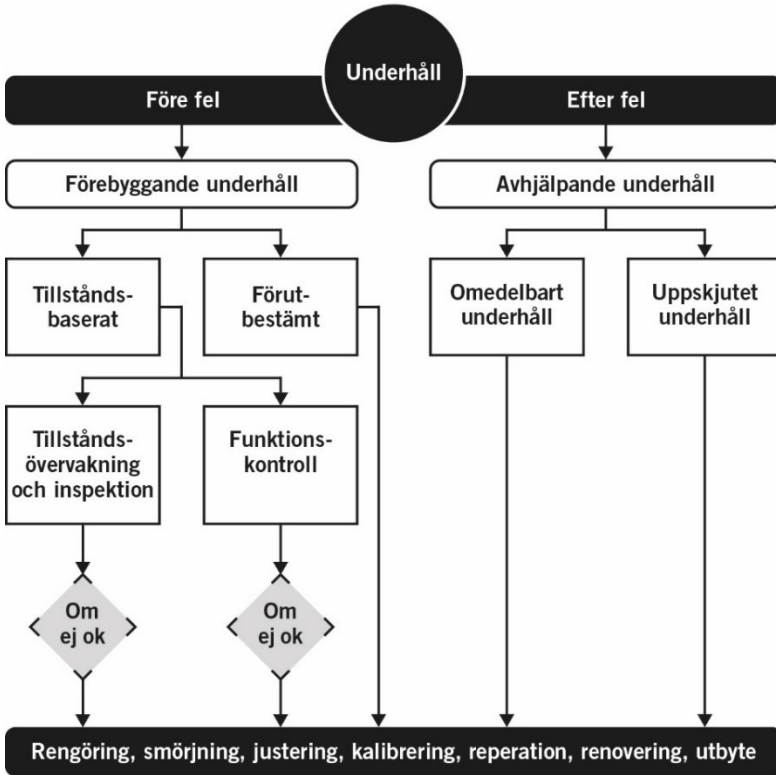 Underhåll
Före fel
Efter fel
Förebyggande underhåll
Avhjälpande underhåll
Tillstånds-
baserat
Förut-
bestämt
Omedelbart
underhåll
Uppskjutet
underhåll
Tillstånds-
övervakning
och inspektion
Funktions-
kontroll
Om
ej ok
Om
ej ok
Rengöring, smörjning, justering, kalibrering, reperation, renovering, utbyte